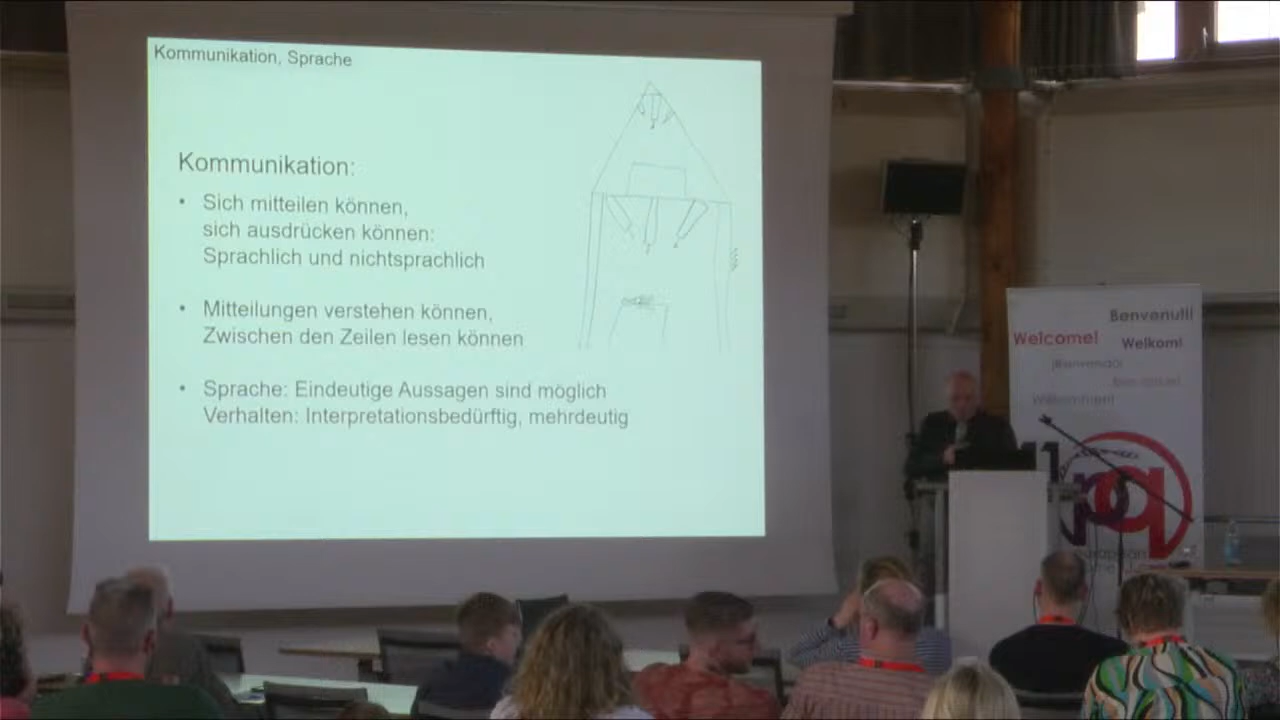 Kommunikation, Sprache
Kommunikation:
• Sich mitteilen können,
sich ausdrücken können:
Sprachlich und nichtsprachlich
• Mitteilungen verstehen können,
Zwischen den Zeilen lesen können
• Sprache: Eindeutige Aussagen sind möglich
Verhalten: Interpretationsbedürftig, mehrdeutig
Benvenuti!
Welcome!
Welkom!